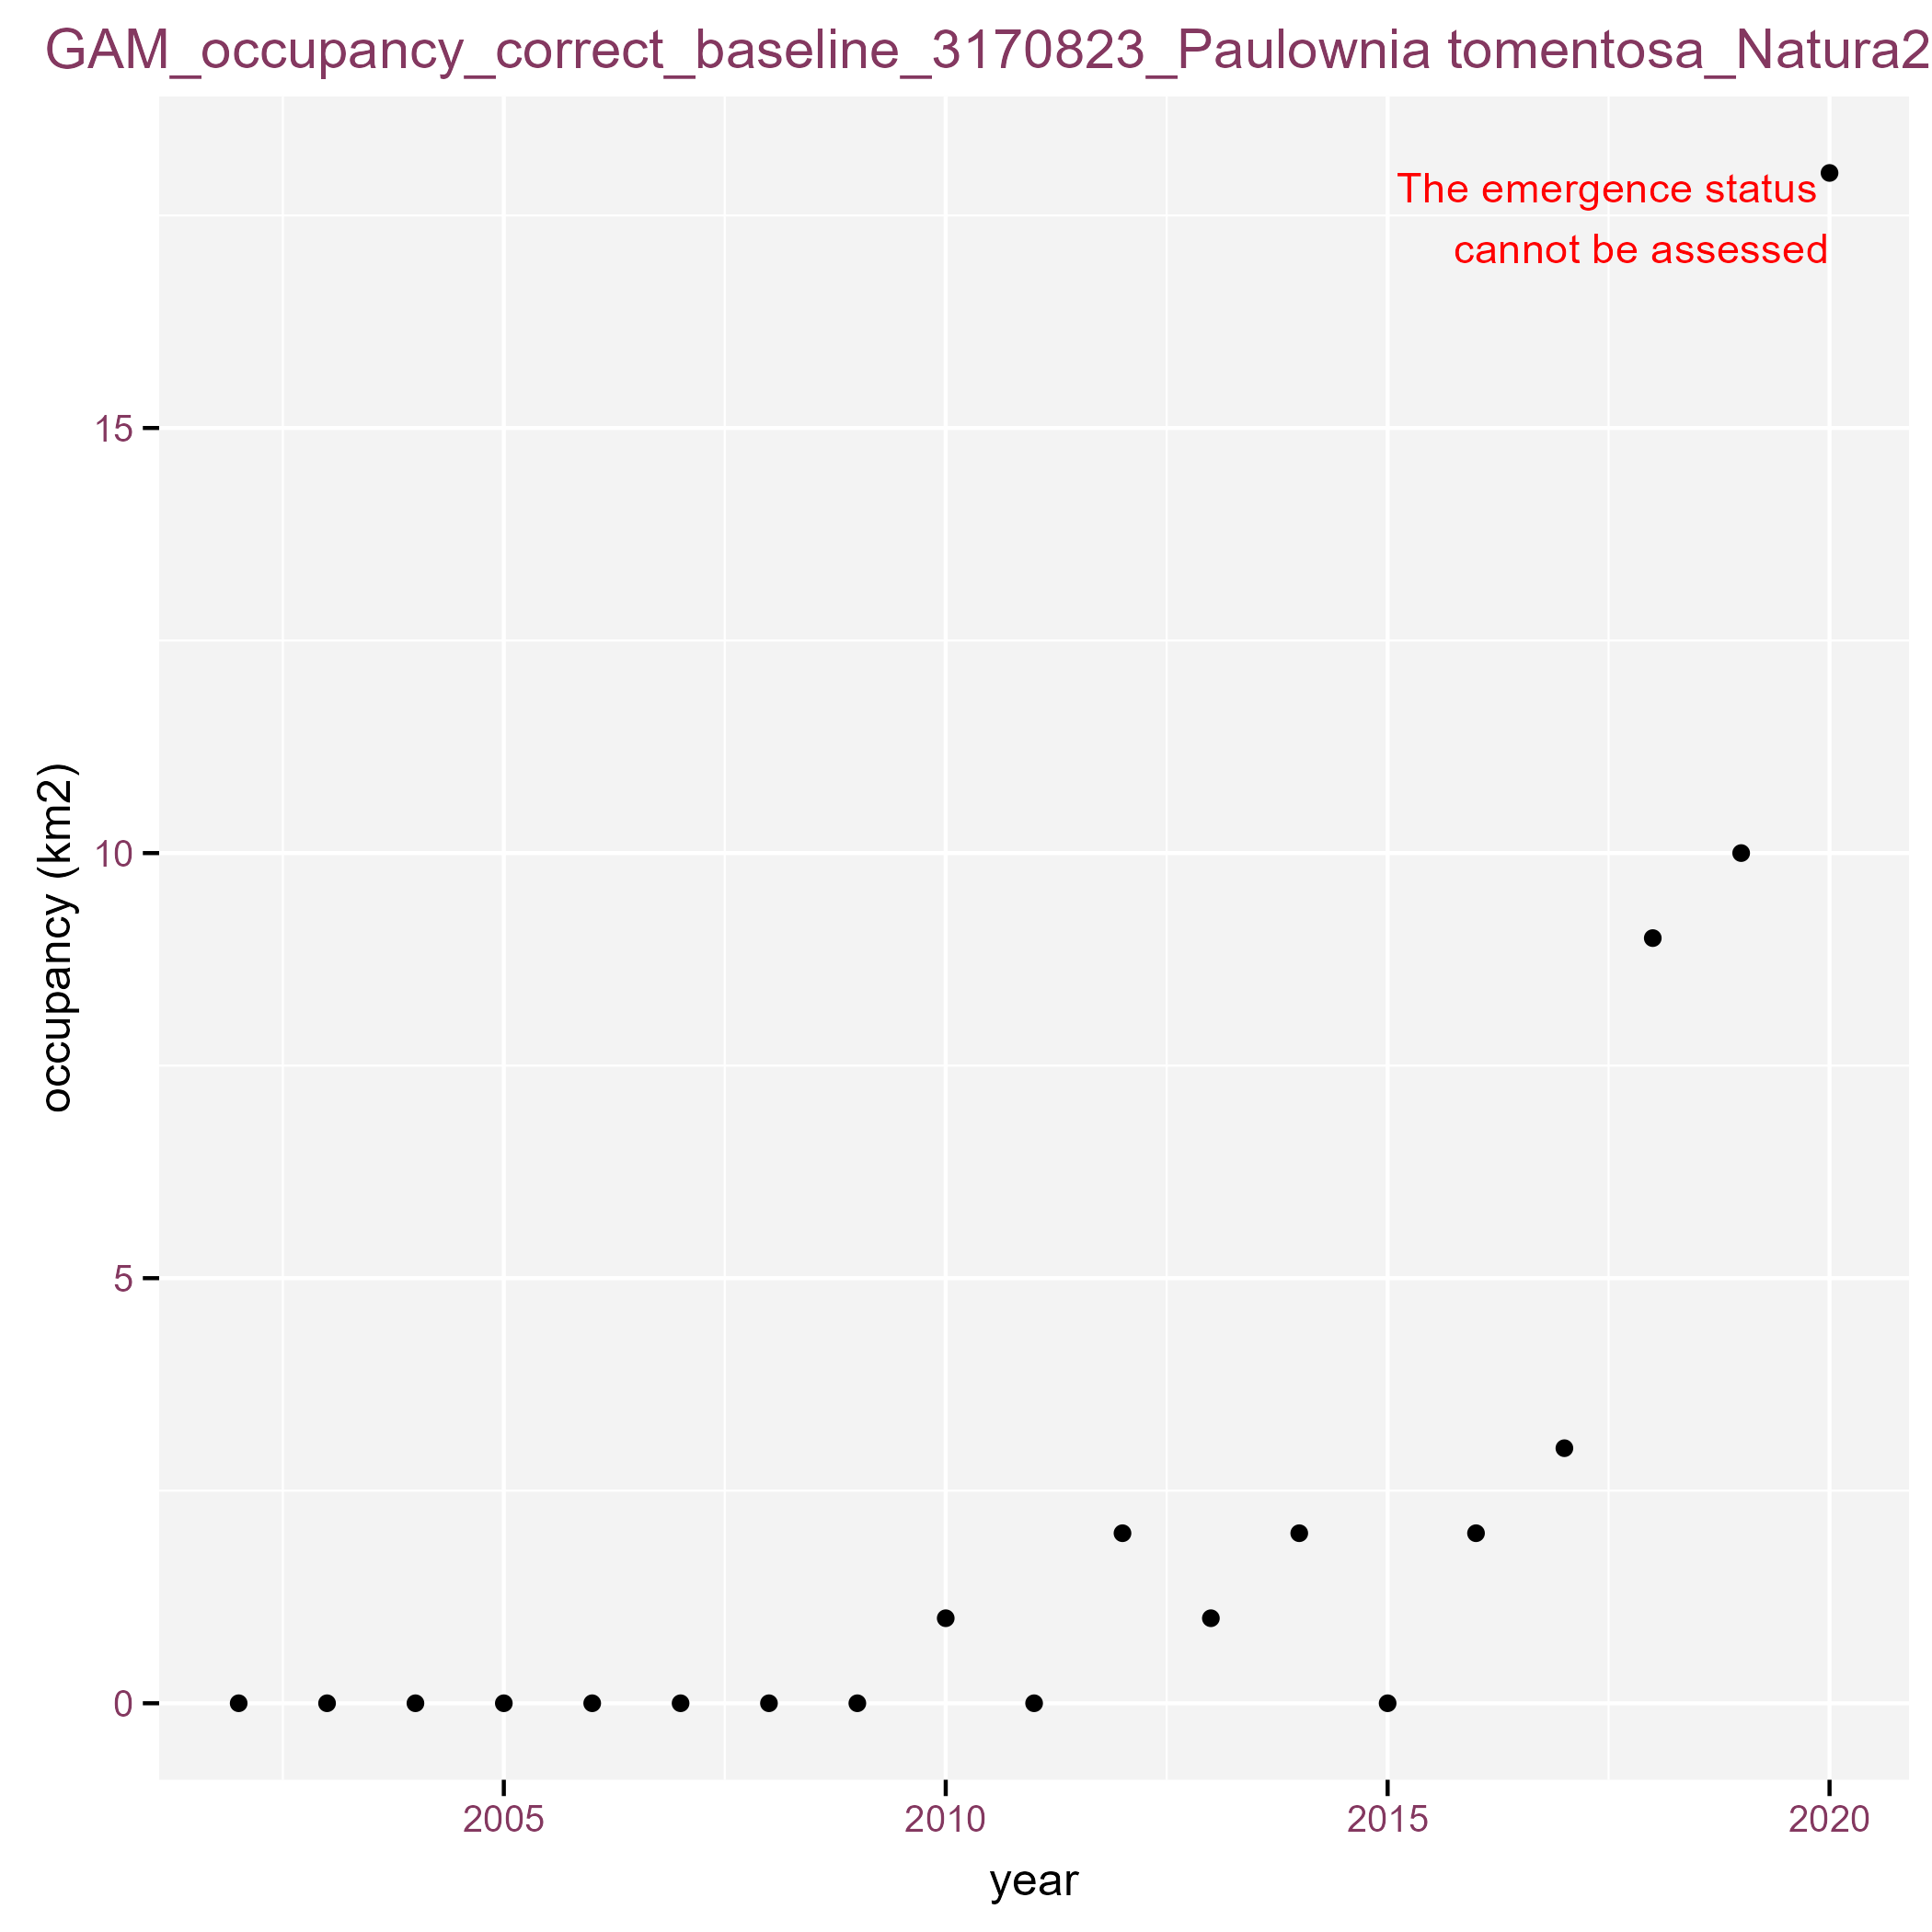 GAM_occupancy_correct_baseline_3170823_Paulownia tomentosa_Natura2
The emergence status
cannot be assessed
15
10
5
0
occupancy (km2)
2005 2010 2015 2020
year